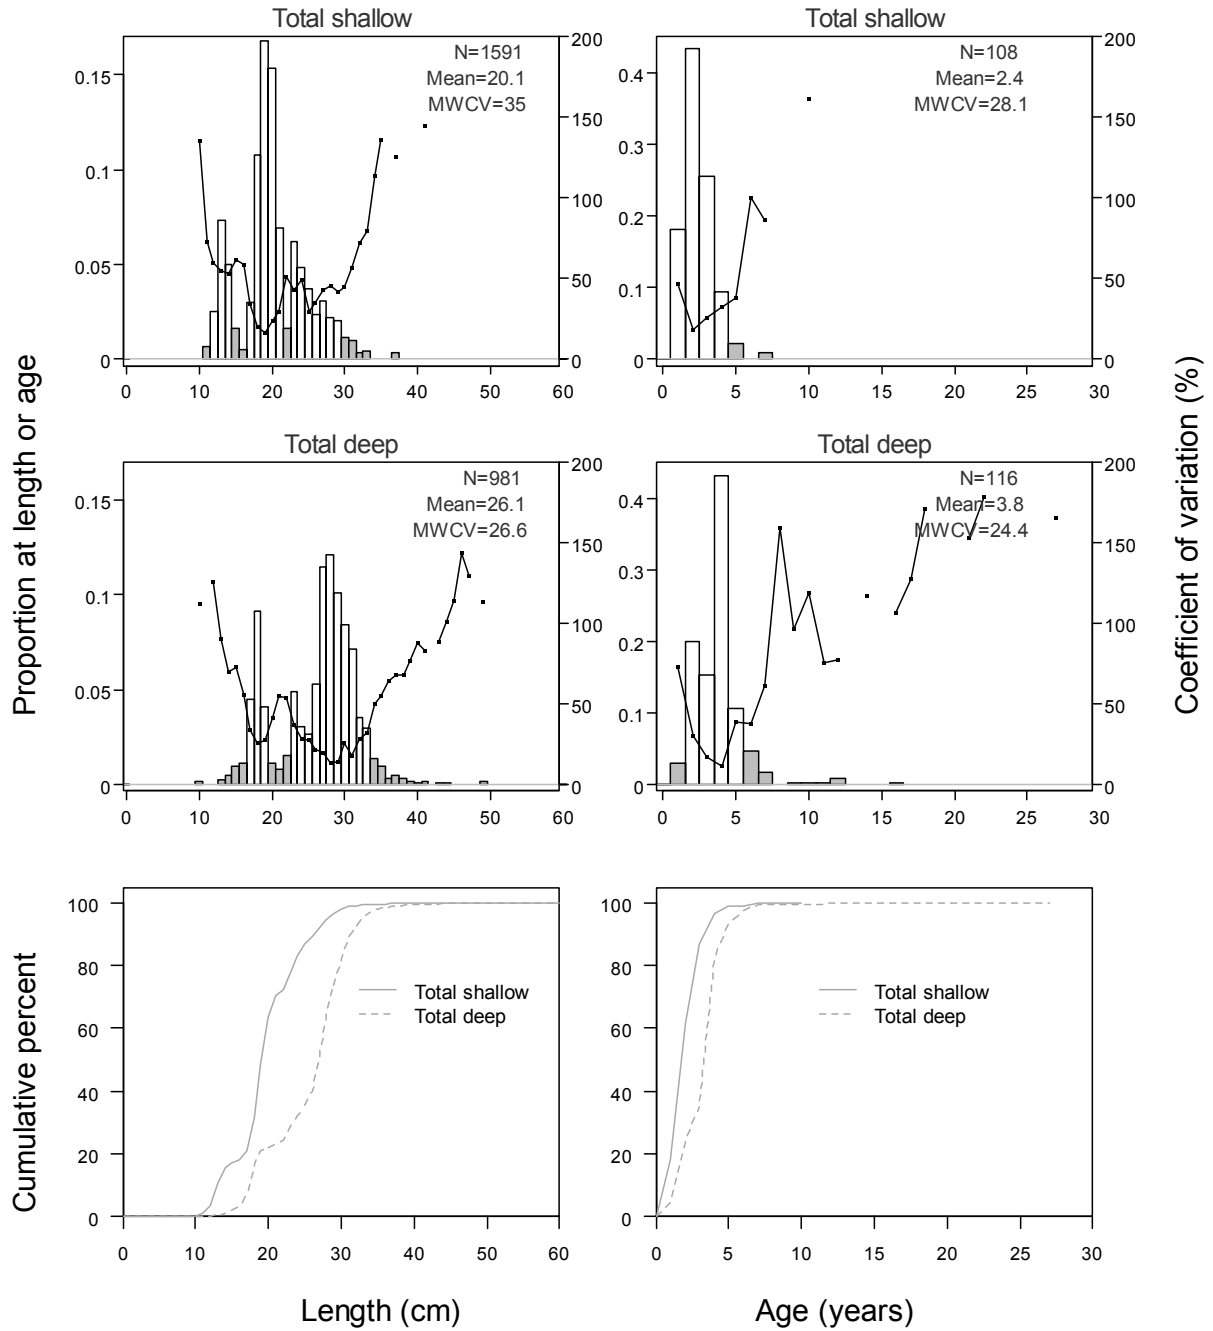 Total shallow
N=1591
Mean=20.1
MWCV=35
0.15
0.1
0.05
0
200
150
100
50
0
0 10 20 30 40 50 60
Total shallow
N=108
Mean=2.4
MWCV=28.1
0.4
0.3
0.2
0.1
0
200
150
100
50
0
0 5 10 15 20 25 30
Proportion at length or age
Coefficient of variation (%)
Total deep
N=981
Mean=26.1
MWCV=26.6
0.15
0.1
0.05
0
200
150
100
50
0
0 10 20 30 40 50 60
Total deep
N=116
Mean=3.8
MWCV=24.4
0.4
0.3
0.2
0.1
0
200
150
100
50
0
0 5 10 15 20 25 30
Cumulative percent
100
80
60
40
20
0
Total shallow
Total deep
0 10 20 30 40 50 60
Length (cm)
100
80
60
40
20
0
Total shallow
Total deep
0 5 10 15 20 25 30
Age (years)